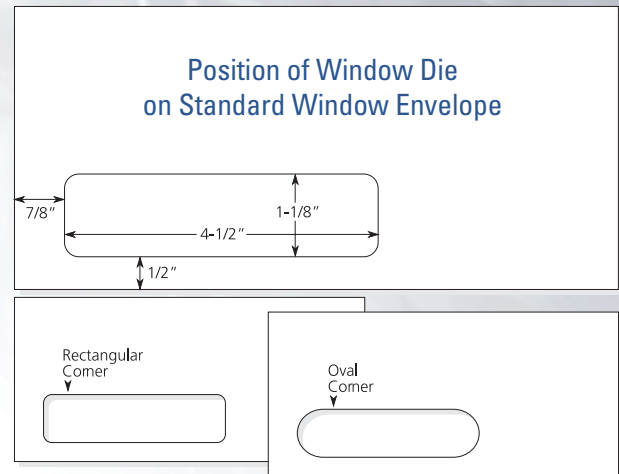 Position of Window Die
on Standard Window Envelope
7/8"
1-1/8"
4-1/2"
1/2"
Rectangular
Corner
Oval
Corner